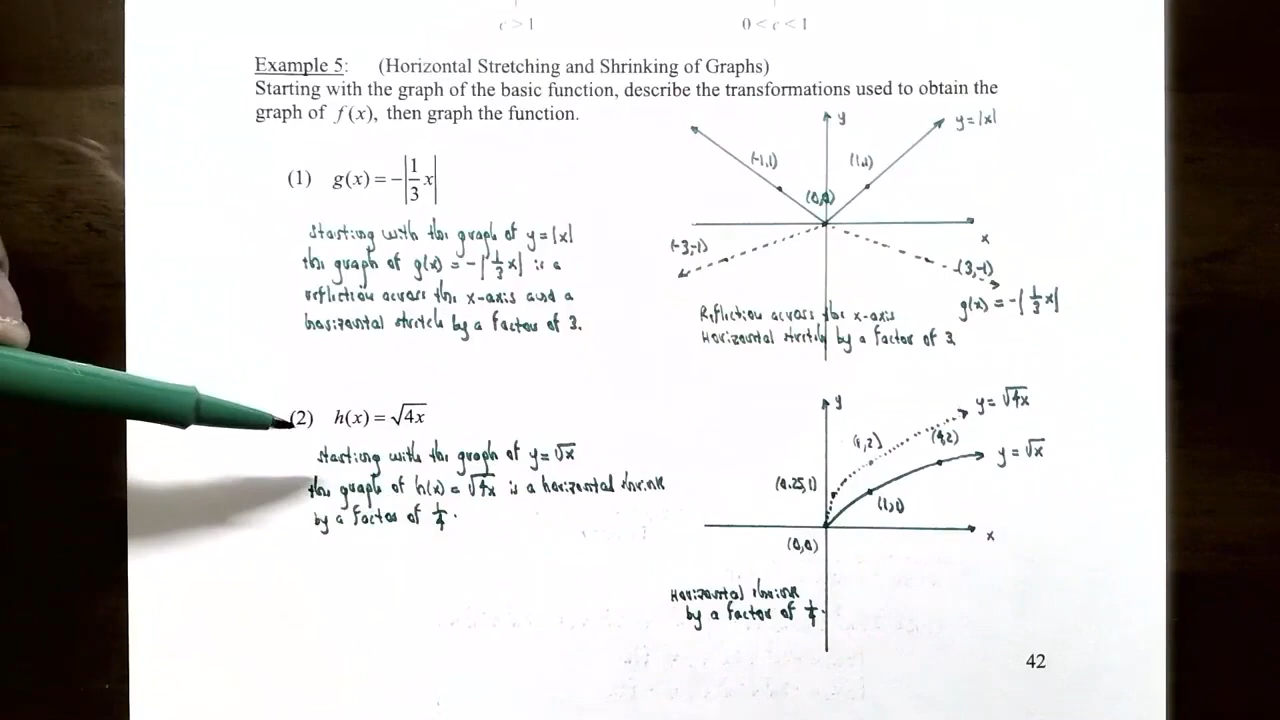 c > 1
0 < c < 1
Example 5: (Horizontal Stretching and Shrinking of Graphs)
Starting with the graph of the basic function, describe the transformations used to obtain the
graph of f(x), then graph the function.
(1) g(x) = -|1/3 x|
Starting with the graph of y = |x|
the graph of g(x) = -|1/3 x| is a
reflection across the x-axis and a
horizontal stretch by a factor of 3.
y
y = |x|
(-1,1)
(1,1)
(0,0)
x
(-3,-1)
(3,-1)
g(x) = -|1/3 x|
Reflection across the x-axis
Horizontal stretch by a factor of 3
(2) h(x) = √4x
Starting with the graph of y = √x
the graph of h(x) = √4x is a horizontal shrink
by a factor of 1/4.
y
y = √4x
(1,2)
(4,2)
y = √x
(0.25,1)
(1,1)
x
(0,0)
Horizontal shrink
by a factor of 1/4.
42